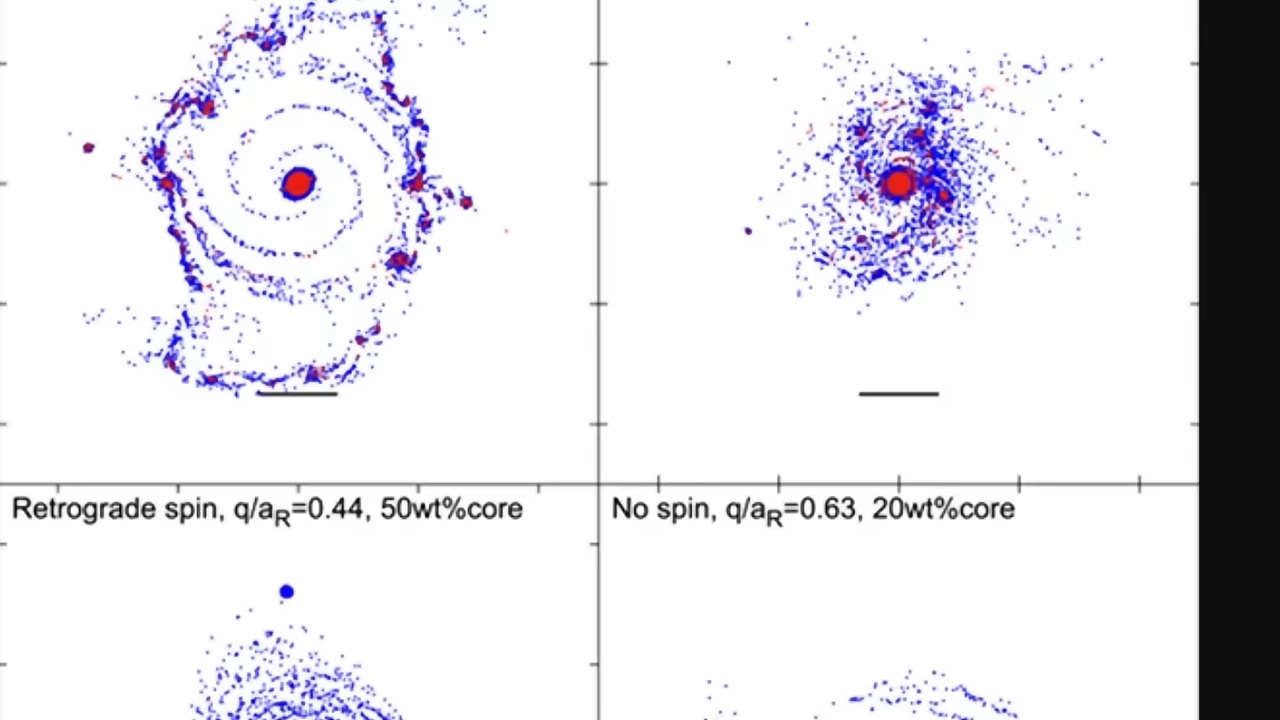 Retrograde spin, q/aR=0.44, 50wt%core
No spin, q/aR=0.63, 20wt%core